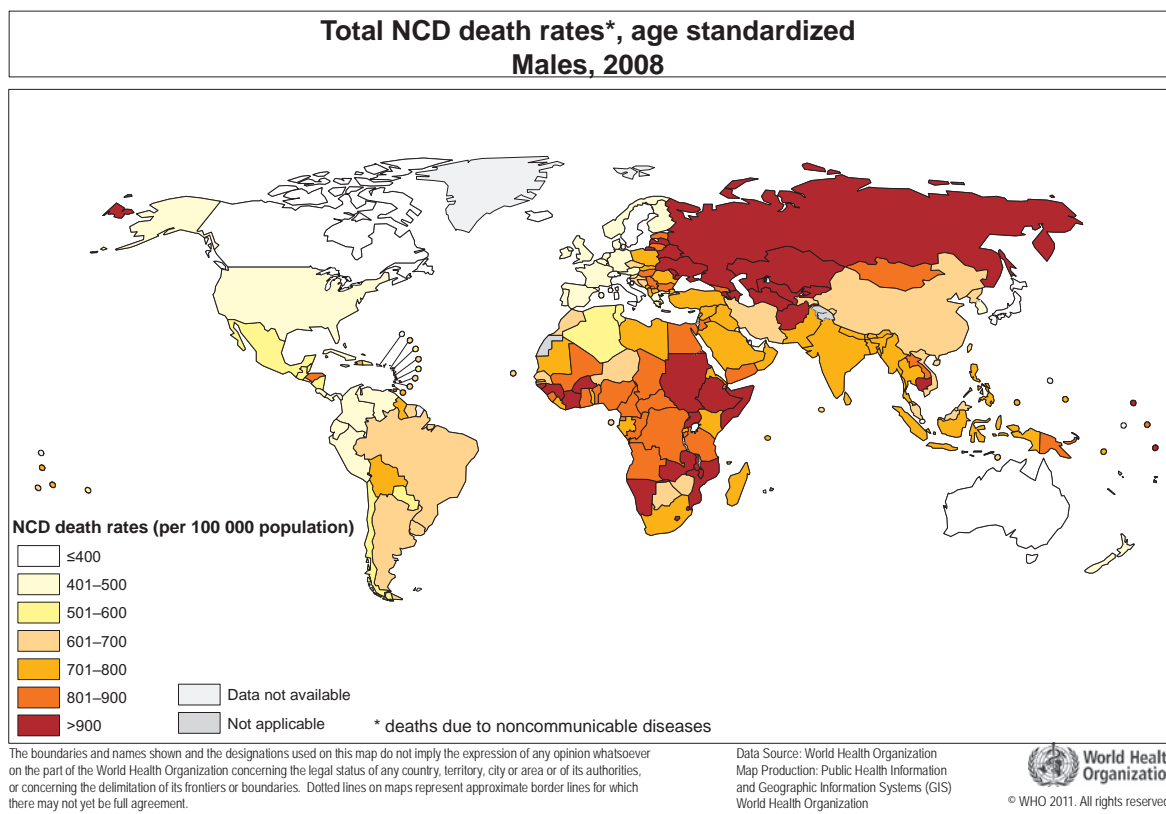 Total NCD death rates*, age standardized
Males, 2008
NCD death rates (per 100 000 population)
≤400
401–500
501–600
601–700
701–800
801–900
>900
Data not available
Not applicable
* deaths due to noncommunicable diseases
The boundaries and names shown and the designations used on this map do not imply the expression of any opinion whatsoever
on the part of the World Health Organization concerning the legal status of any country, territory, city or area or of its authorities,
or concerning the delimitation of its frontiers or boundaries. Dotted lines on maps represent approximate border lines for which
there may not yet be full agreement.
Data Source: World Health Organization
Map Production: Public Health Information
and Geographic Information Systems (GIS)
World Health Organization
World Healt
Organizatio
© WHO 2011. All rights reserved